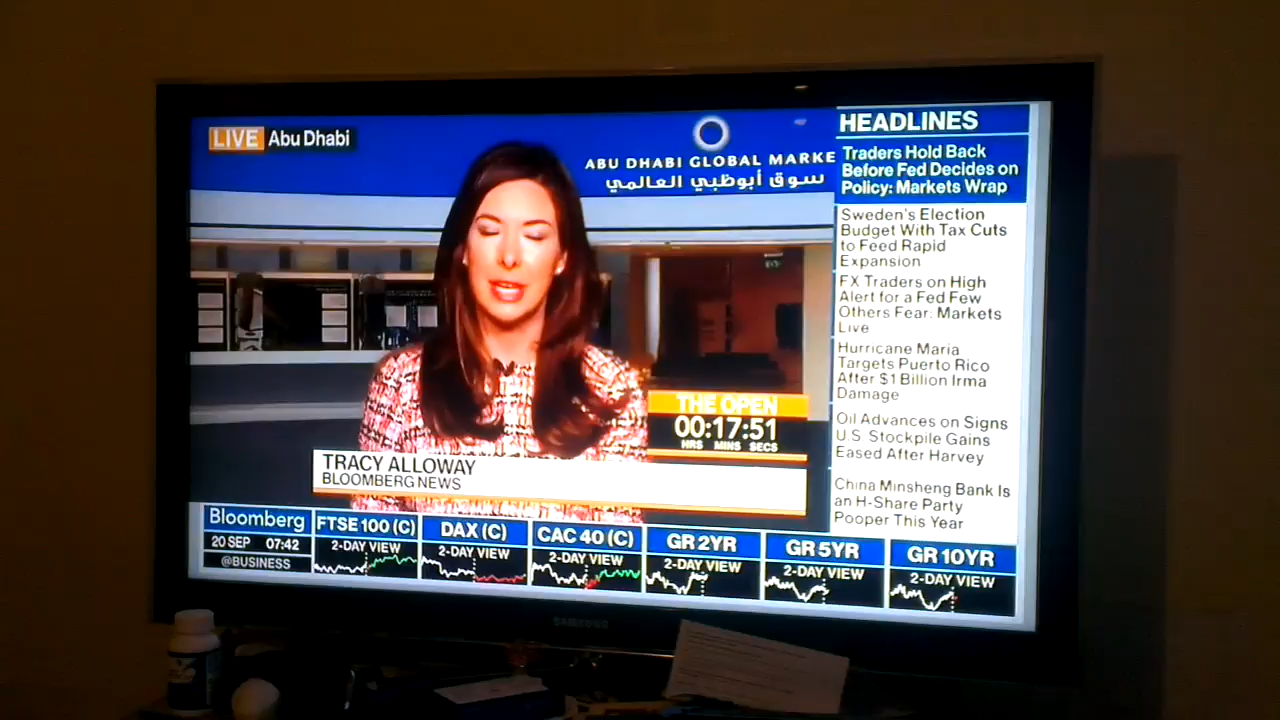 LIVE Abu Dhabi
ABU DHABI GLOBAL MARKE
سوق أبوظبي العالمي
HEADLINES
Traders Hold Back
Before Fed Decides on
Policy: Markets Wrap
Sweden's Election
Budget With Tax Cuts
to Feed Rapid
Expansion
FX Traders on High
Alert for a Fed Few
Others Fear: Markets
Live
Hurricane Maria
Targets Puerto Rico
After $1 Billion Irma
Damage
Oil Advances on Signs
U.S. Stockpile Gains
Eased After Harvey
China Minsheng Bank Is
an H-Share Party
Pooper This Year
THE OPEN
00:17:51
HRS MINS SECS
TRACY ALLOWAY
BLOOMBERG NEWS
Bloomberg
20 SEP 07:42
@BUSINESS
FTSE 100 (C)
2-DAY VIEW
DAX (C)
2-DAY VIEW
CAC 40 (C)
2-DAY VIEW
GR 2YR
2-DAY VIEW
GR 5YR
2-DAY VIEW
GR 10YR
2-DAY VIEW
SAMSUNG